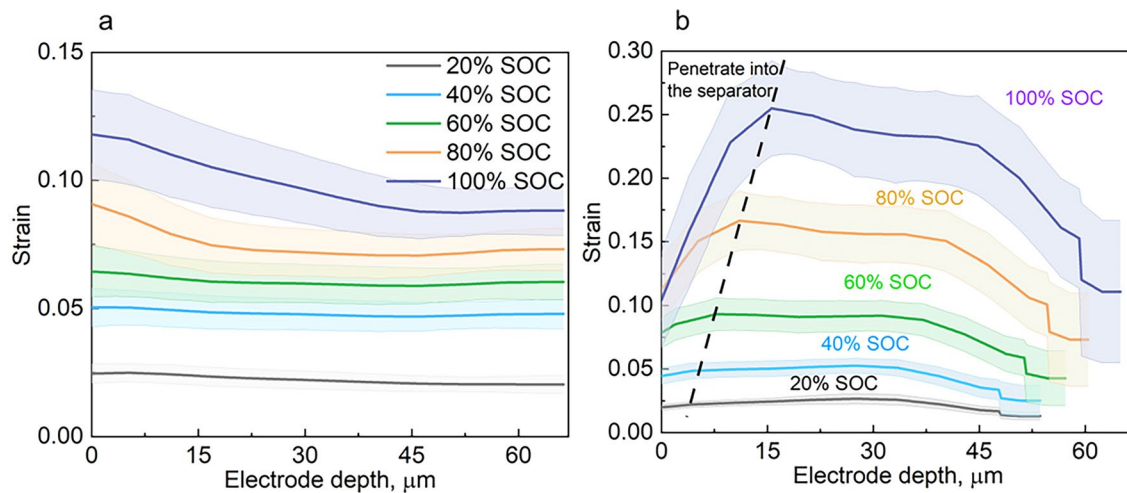 a
0.15
0.10
0.05
0.00
Strain
20% SOC
40% SOC
60% SOC
80% SOC
100% SOC
0
15
30
45
60
Electrode depth, μm
b
0.30
0.25
0.20
0.15
0.10
0.05
0.00
Strain
Penetrate into
the separator
100% SOC
80% SOC
60% SOC
40% SOC
20% SOC
0
15
30
45
60
Electrode depth, μm